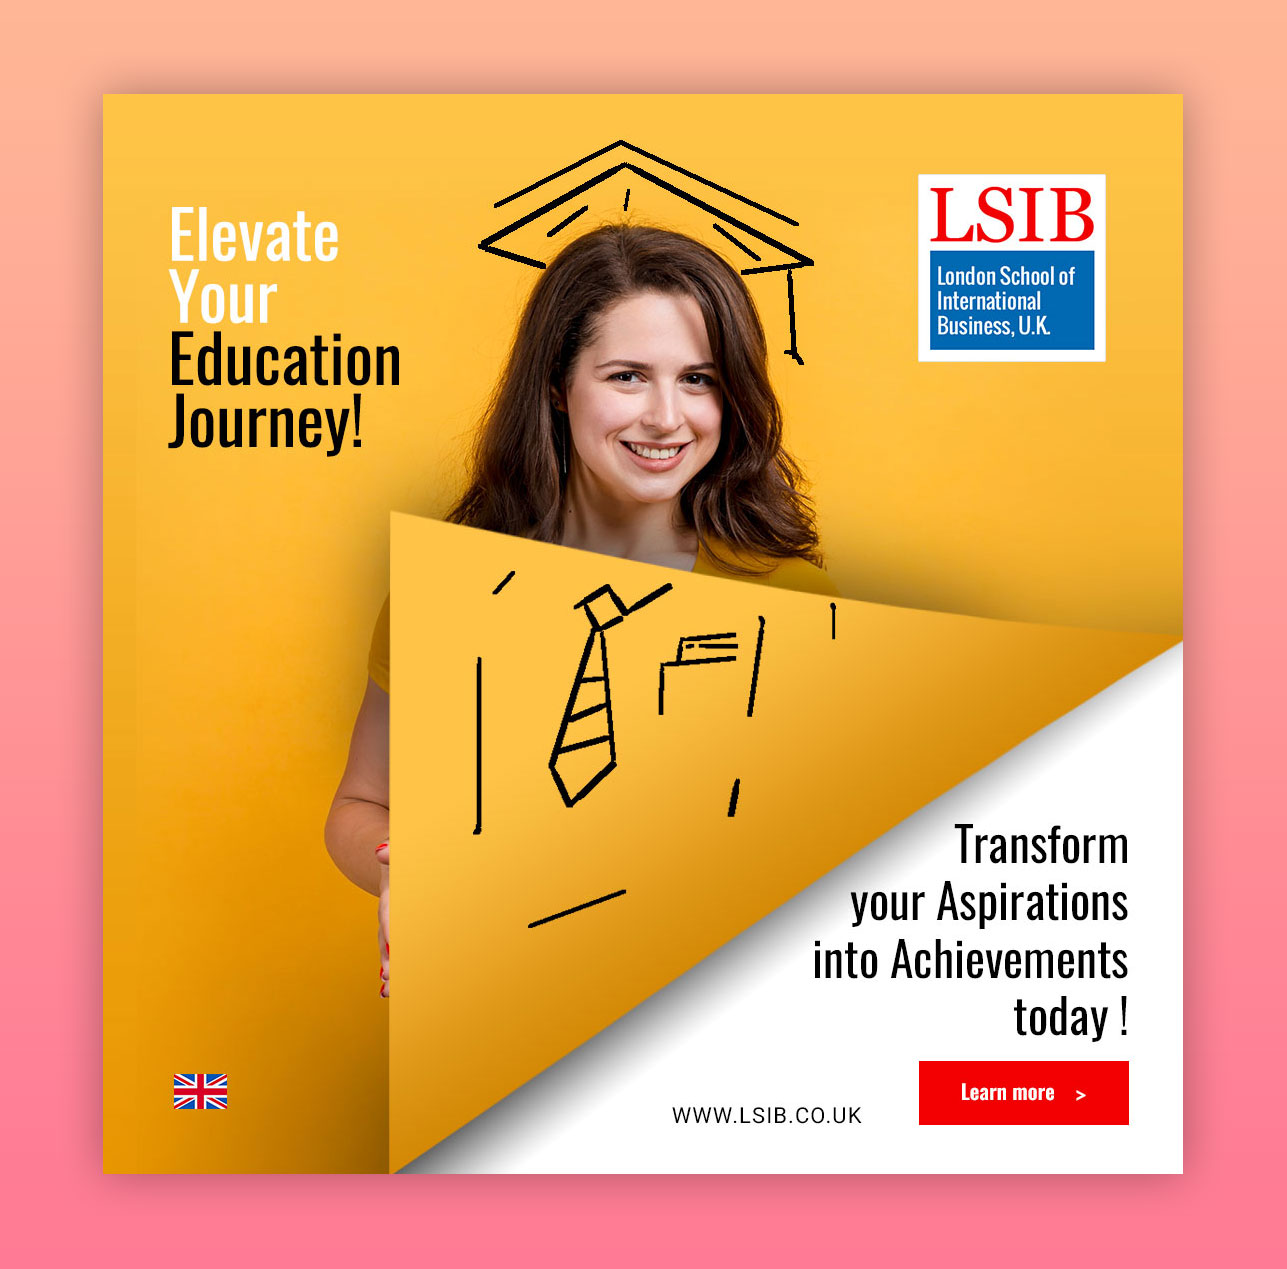 Elevate
Your
Education
Journey!
LSIB
London School of
International
Business, U.K.
Transform
your Aspirations
into Achievements
today !
Learn more >
WWW.LSIB.CO.UK